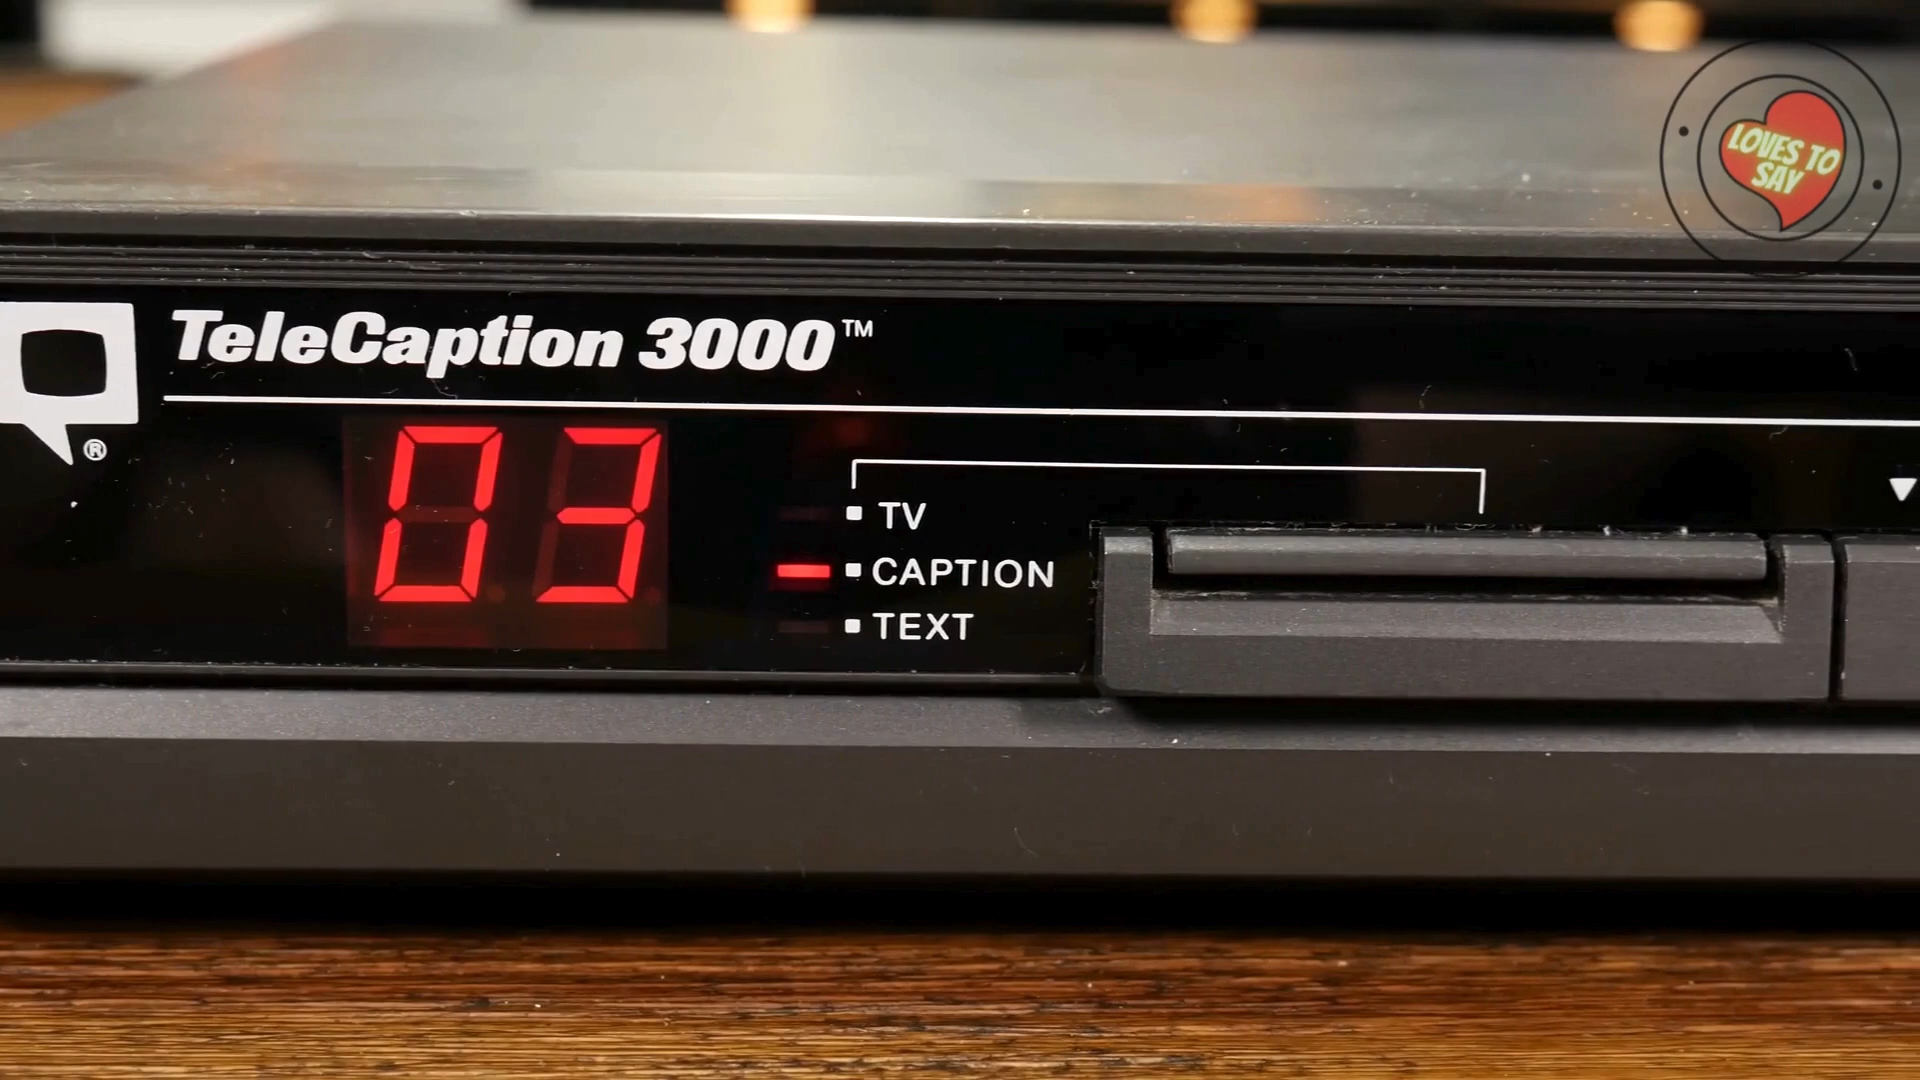 LOVES TO
SAY
TeleCaption 3000™
®
03
TV
CAPTION
TEXT